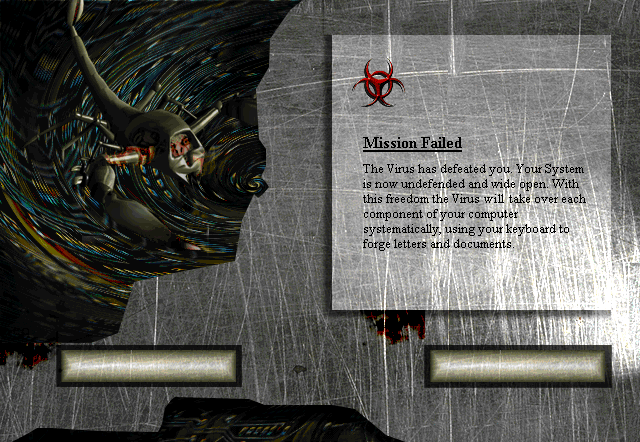 Mission Failed
The Virus has defeated you. Your System
is now undefended and wide open. With
this freedom the Virus will take over each
component of your computer
systematically, using your keyboard to
forge letters and documents.